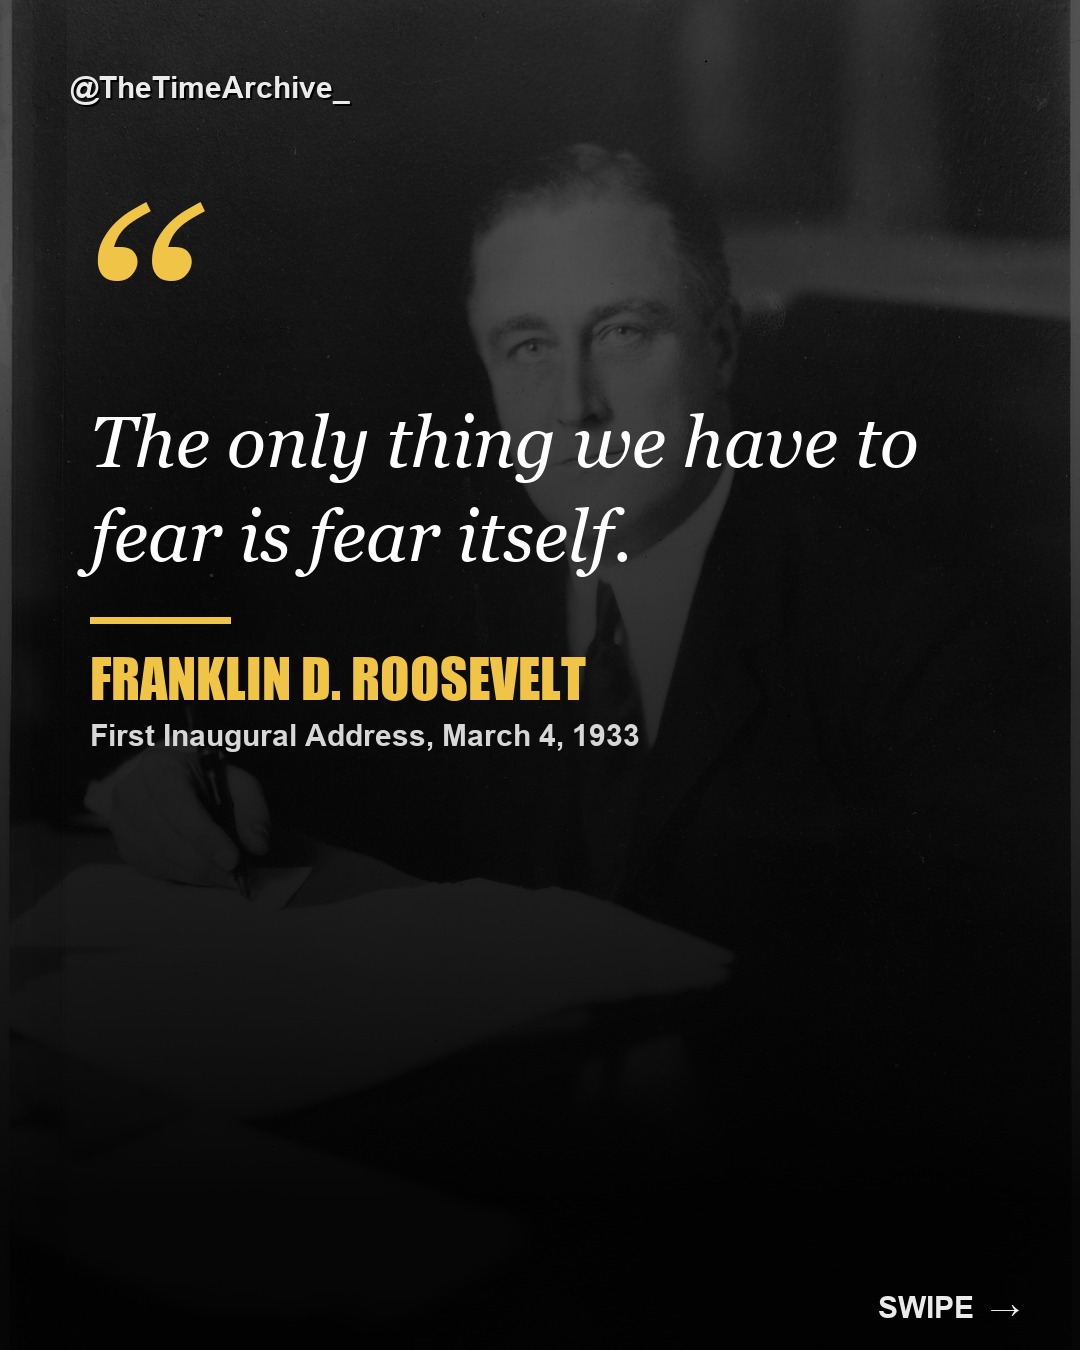 @TheTimeArchive_
“
The only thing we have to
fear is fear itself.
FRANKLIN D. ROOSEVELT
First Inaugural Address, March 4, 1933
SWIPE →